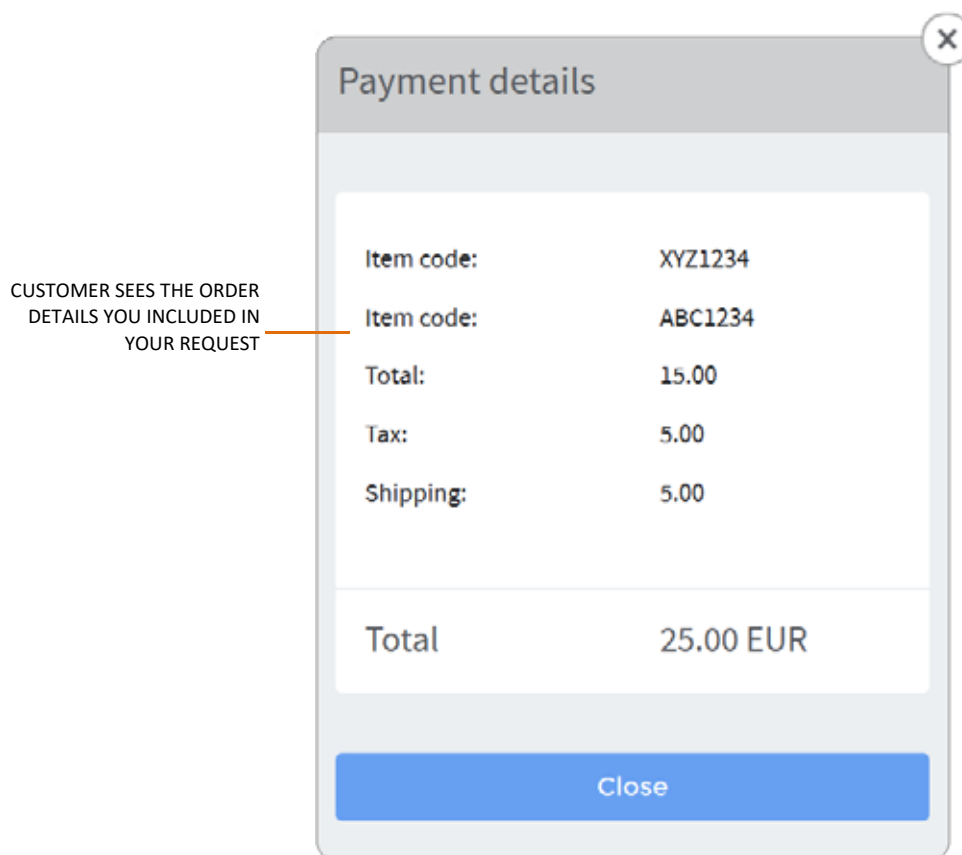 Payment details
CUSTOMER SEES THE ORDER
DETAILS YOU INCLUDED IN
YOUR REQUEST
Item code: XYZ1234
Item code: ABC1234
Total: 15.00
Tax: 5.00
Shipping: 5.00
Total 25.00 EUR
Close